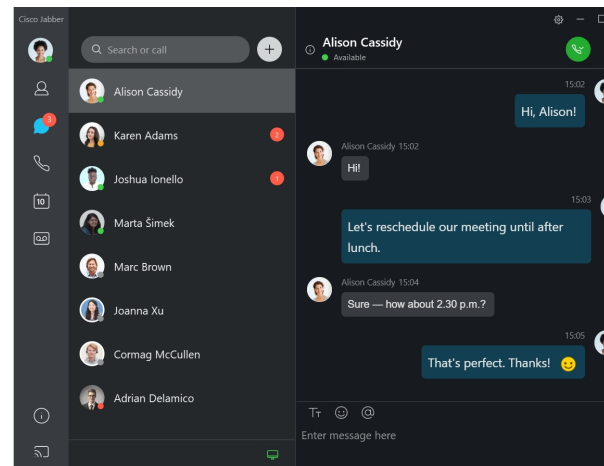 Cisco Jabber
Search or call
Alison Cassidy
Available
15:02
Alison Cassidy
Hi, Alison!
3
Karen Adams
2
Alison Cassidy 15:02
Hi!
Joshua Ionello
1
10
15:03
Marta Šimek
Let's reschedule our meeting until after
lunch.
Marc Brown
Alison Cassidy 15:04
Sure — how about 2.30 p.m.?
Joanna Xu
15:05
Cormag McCullen
That's perfect. Thanks!
Adrian Delamico
TT
@
Enter message here